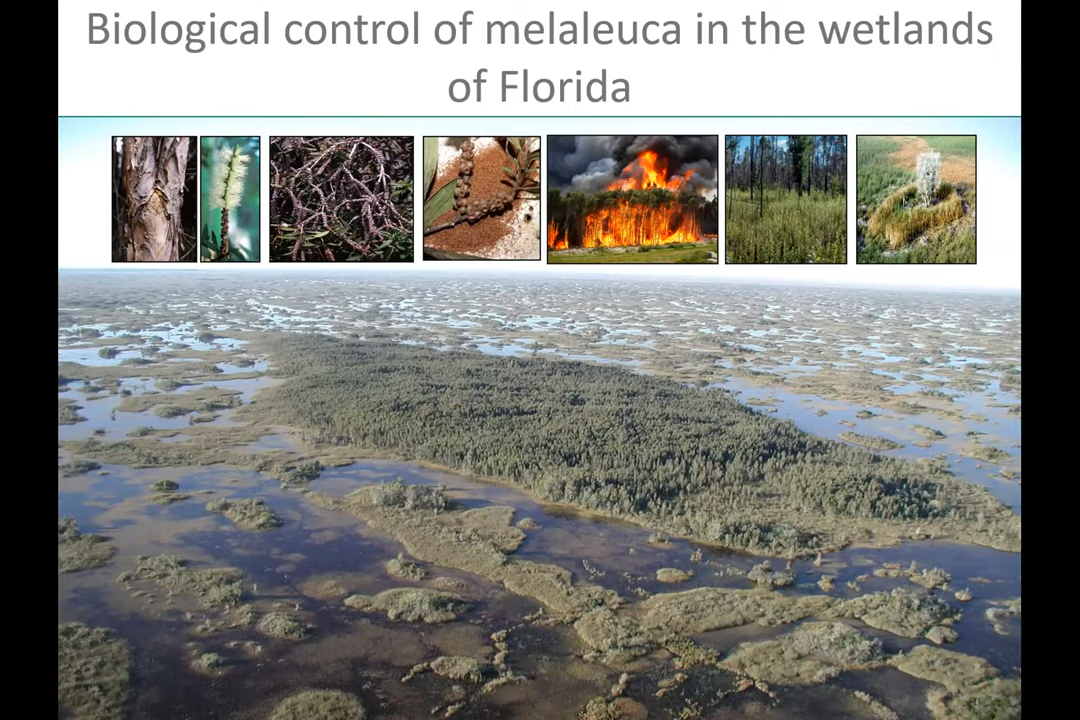 Biological control of melaleuca in the wetlands
of Florida